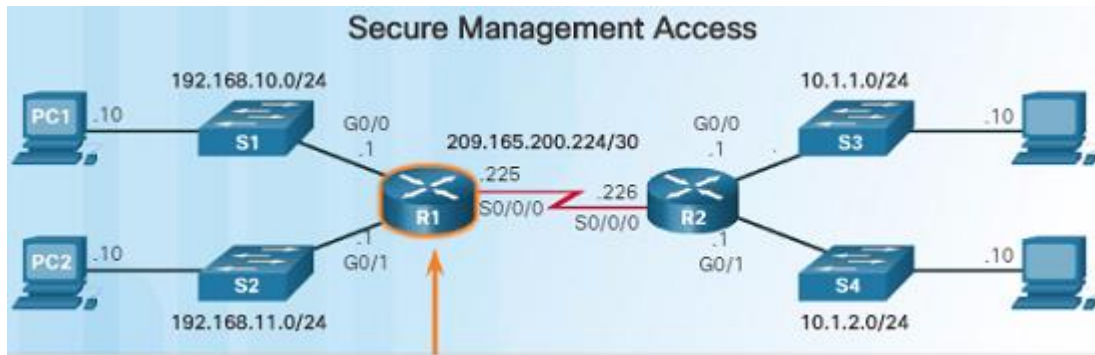 Secure Management Access
192.168.10.0/24
10.1.1.0/24
PC1
.10
S1
G0/0
.1
209.165.200.224/30
G0/0
.1
S3
.10
.225
S0/0/0
R1
.226
S0/0/0
R2
PC2
.10
S2
.1
G0/1
.1
G0/1
S4
.10
192.168.11.0/24
10.1.2.0/24